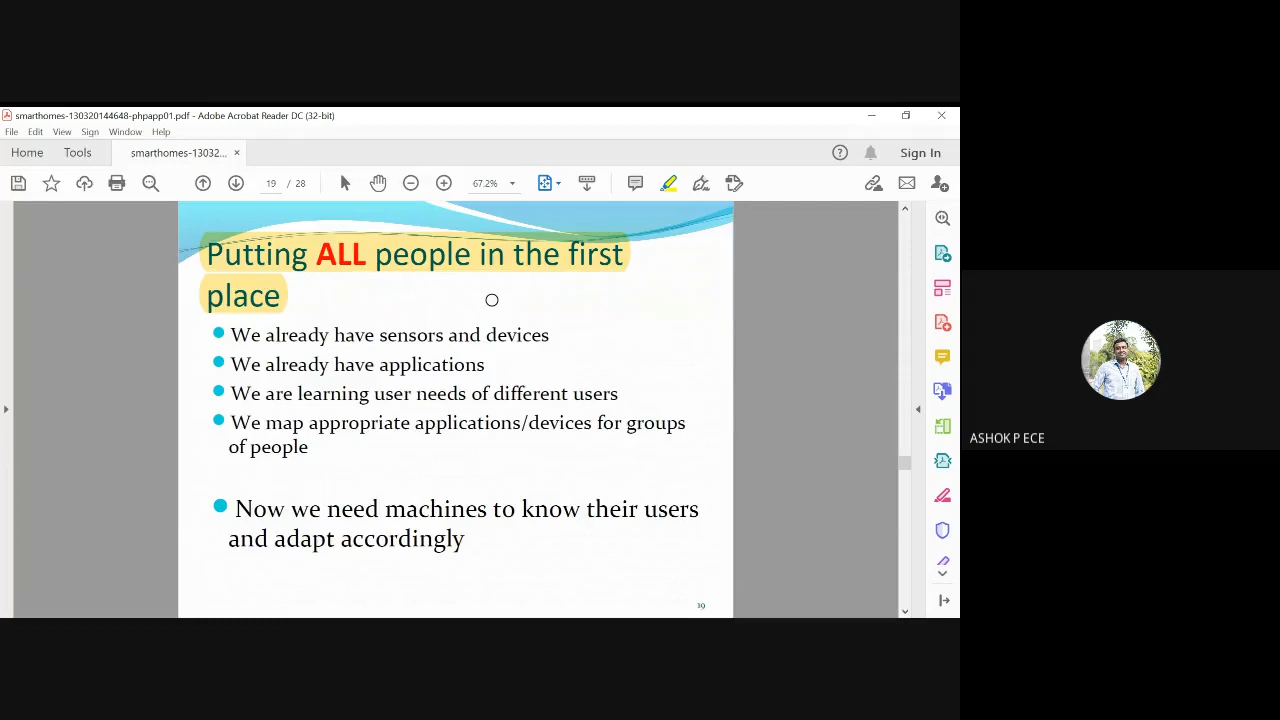 smarthomes-130320144648-phpapp01.pdf - Adobe Acrobat Reader DC (32-bit)
File Edit View Sign Window Help
Home Tools smarthomes-13032... × Sign In
19 / 28 67.2%
Putting ALL people in the first
place
We already have sensors and devices
We already have applications
We are learning user needs of different users
We map appropriate applications/devices for groups
of people
Now we need machines to know their users
and adapt accordingly
19
ASHOK P ECE